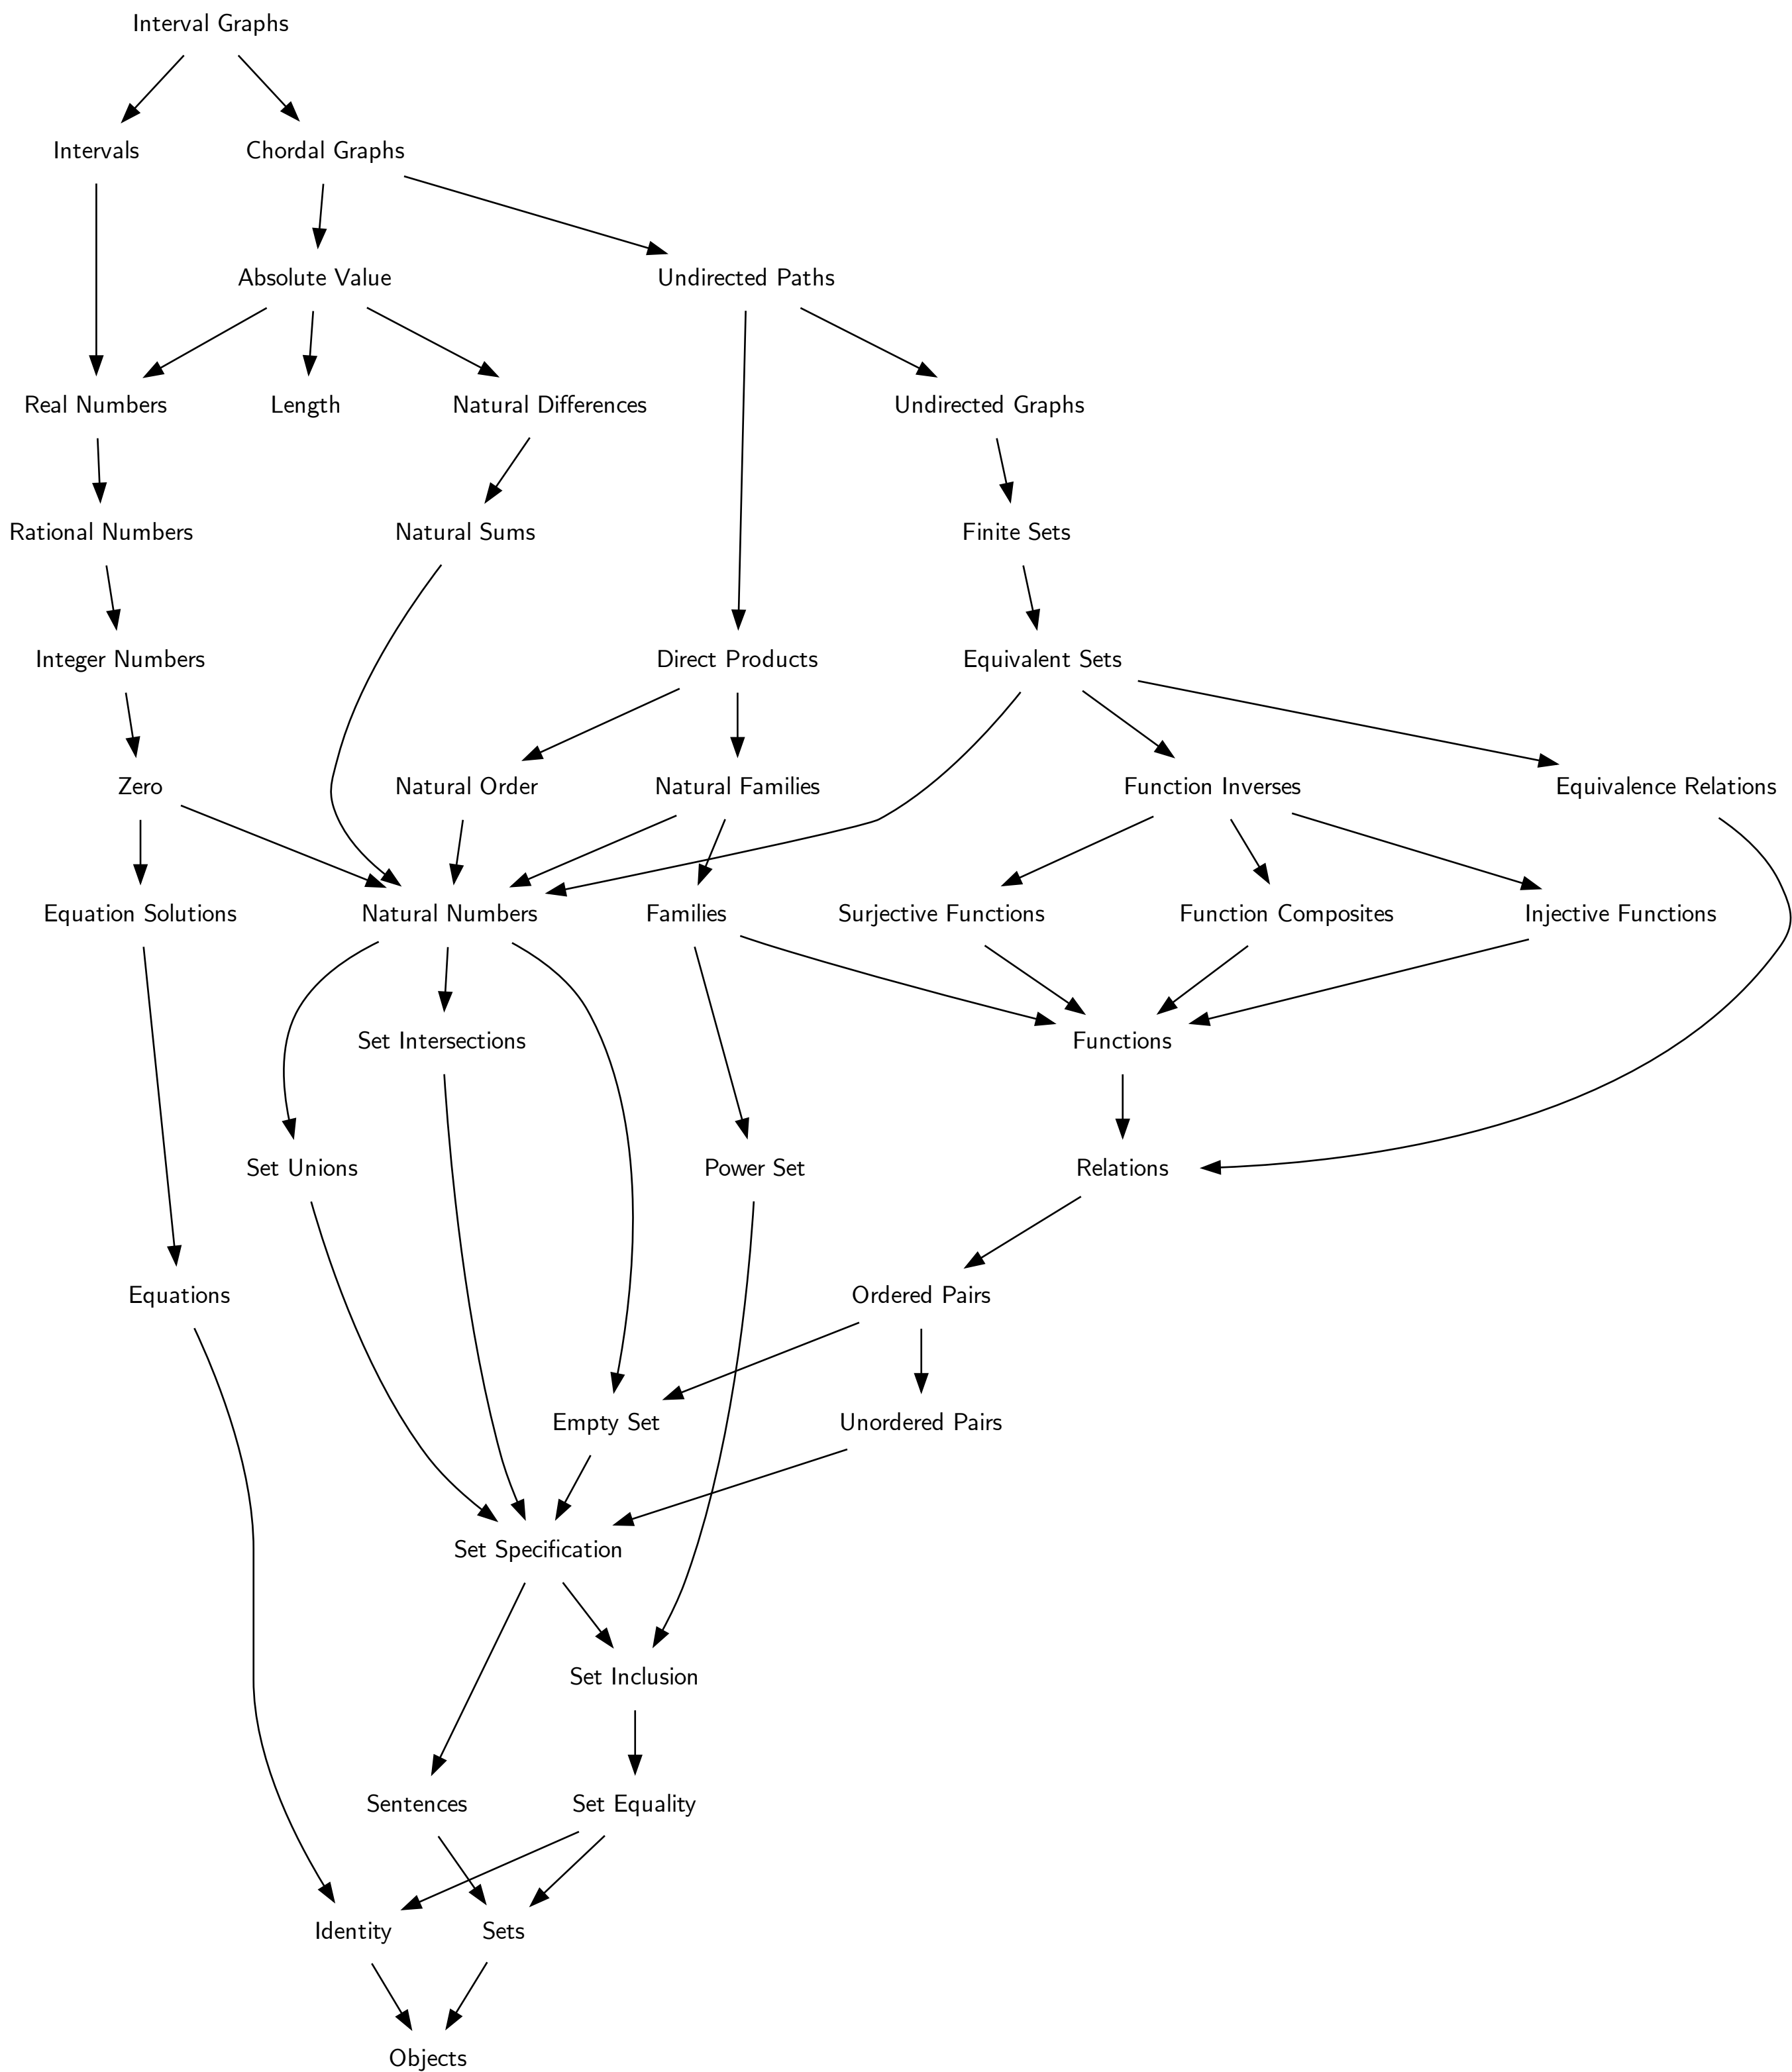 Interval Graphs
Intervals
Chordal Graphs
Absolute Value
Undirected Paths
Real Numbers
Length
Natural Differences
Undirected Graphs
Rational Numbers
Natural Sums
Finite Sets
Integer Numbers
Direct Products
Equivalent Sets
Zero
Natural Order
Natural Families
Function Inverses
Equivalence Relations
Equation Solutions
Natural Numbers
Families
Surjective Functions
Function Composites
Injective Functions
Set Intersections
Functions
Set Unions
Power Set
Relations
Equations
Ordered Pairs
Empty Set
Unordered Pairs
Set Specification
Set Inclusion
Sentences
Set Equality
Identity
Sets
Objects